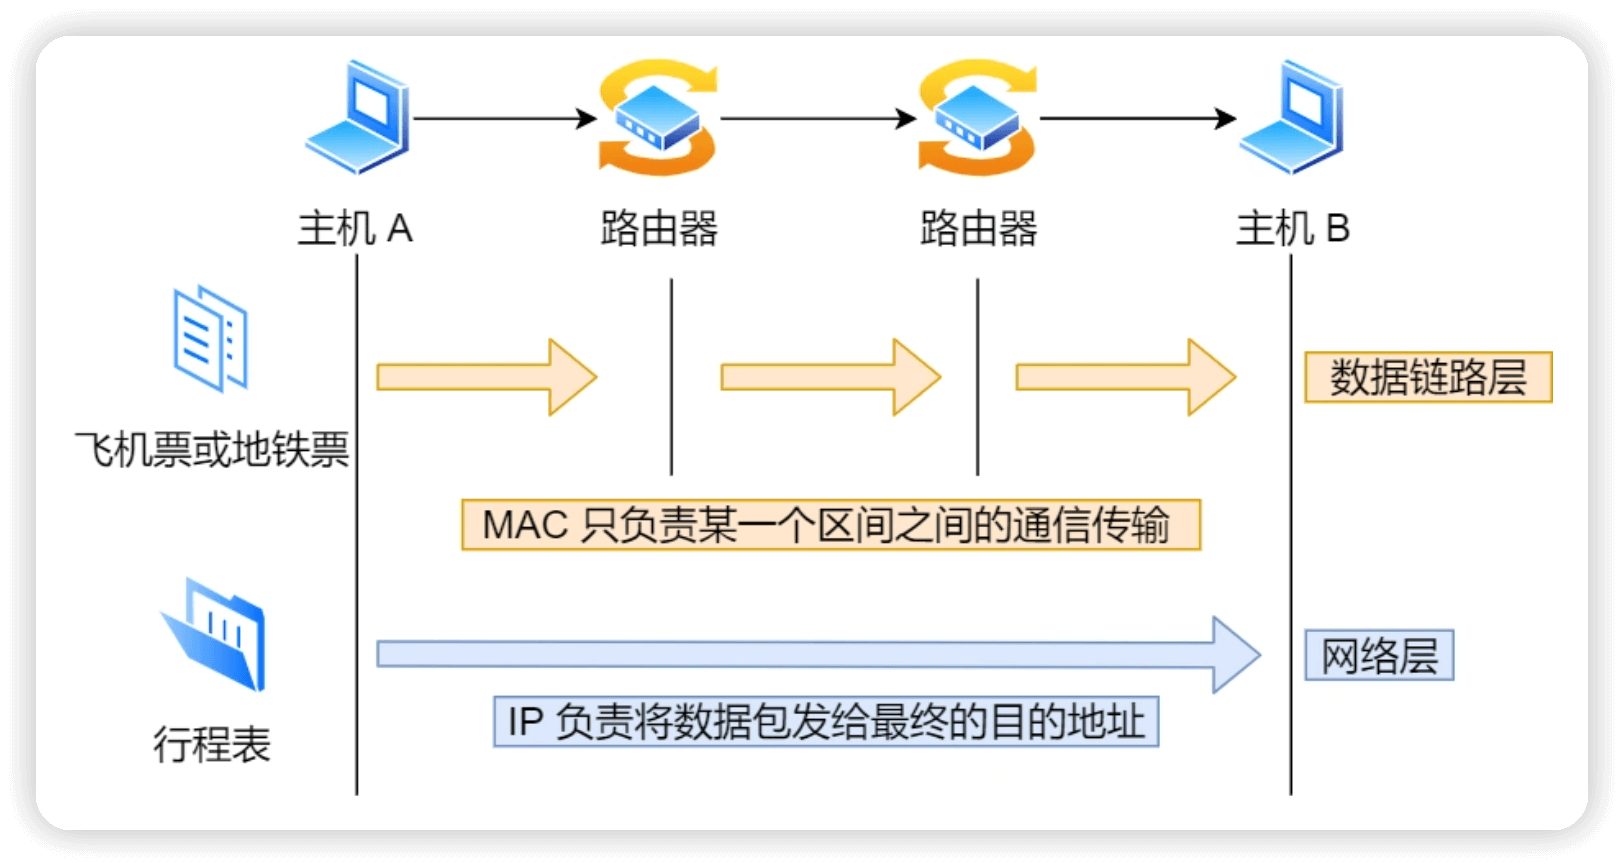 主机 A
路由器
路由器
主机 B
飞机票或地铁票
数据链路层
MAC 只负责某一个区间之间的通信传输
行程表
网络层
IP 负责将数据包发给最终的目的地址